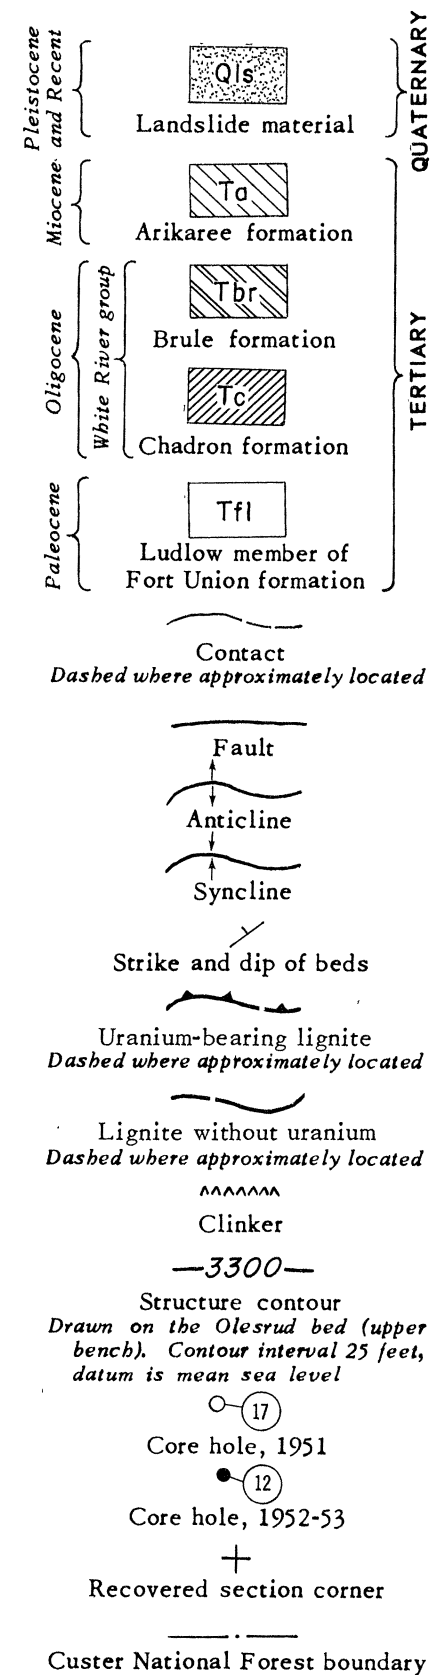 Pleistocene
and Recent
Qls
Landslide material
QUATERNARY
Miocene
Ta
Arikaree formation
Oligocene
White River group
Tbr
Brule formation
Tc
Chadron formation
TERTIARY
Paleocene
Tfl
Ludlow member of
Fort Union formation
Contact
Dashed where approximately located
Fault
Anticline
Syncline
Strike and dip of beds
Uranium-bearing lignite
Dashed where approximately located
Lignite without uranium
Dashed where approximately located
Clinker
3300
Structure contour
Drawn on the Olesrud bed (upper
bench). Contour interval 25 feet,
datum is mean sea level
17
Core hole, 1951
12
Core hole, 1952-53
Recovered section corner
Custer National Forest boundary